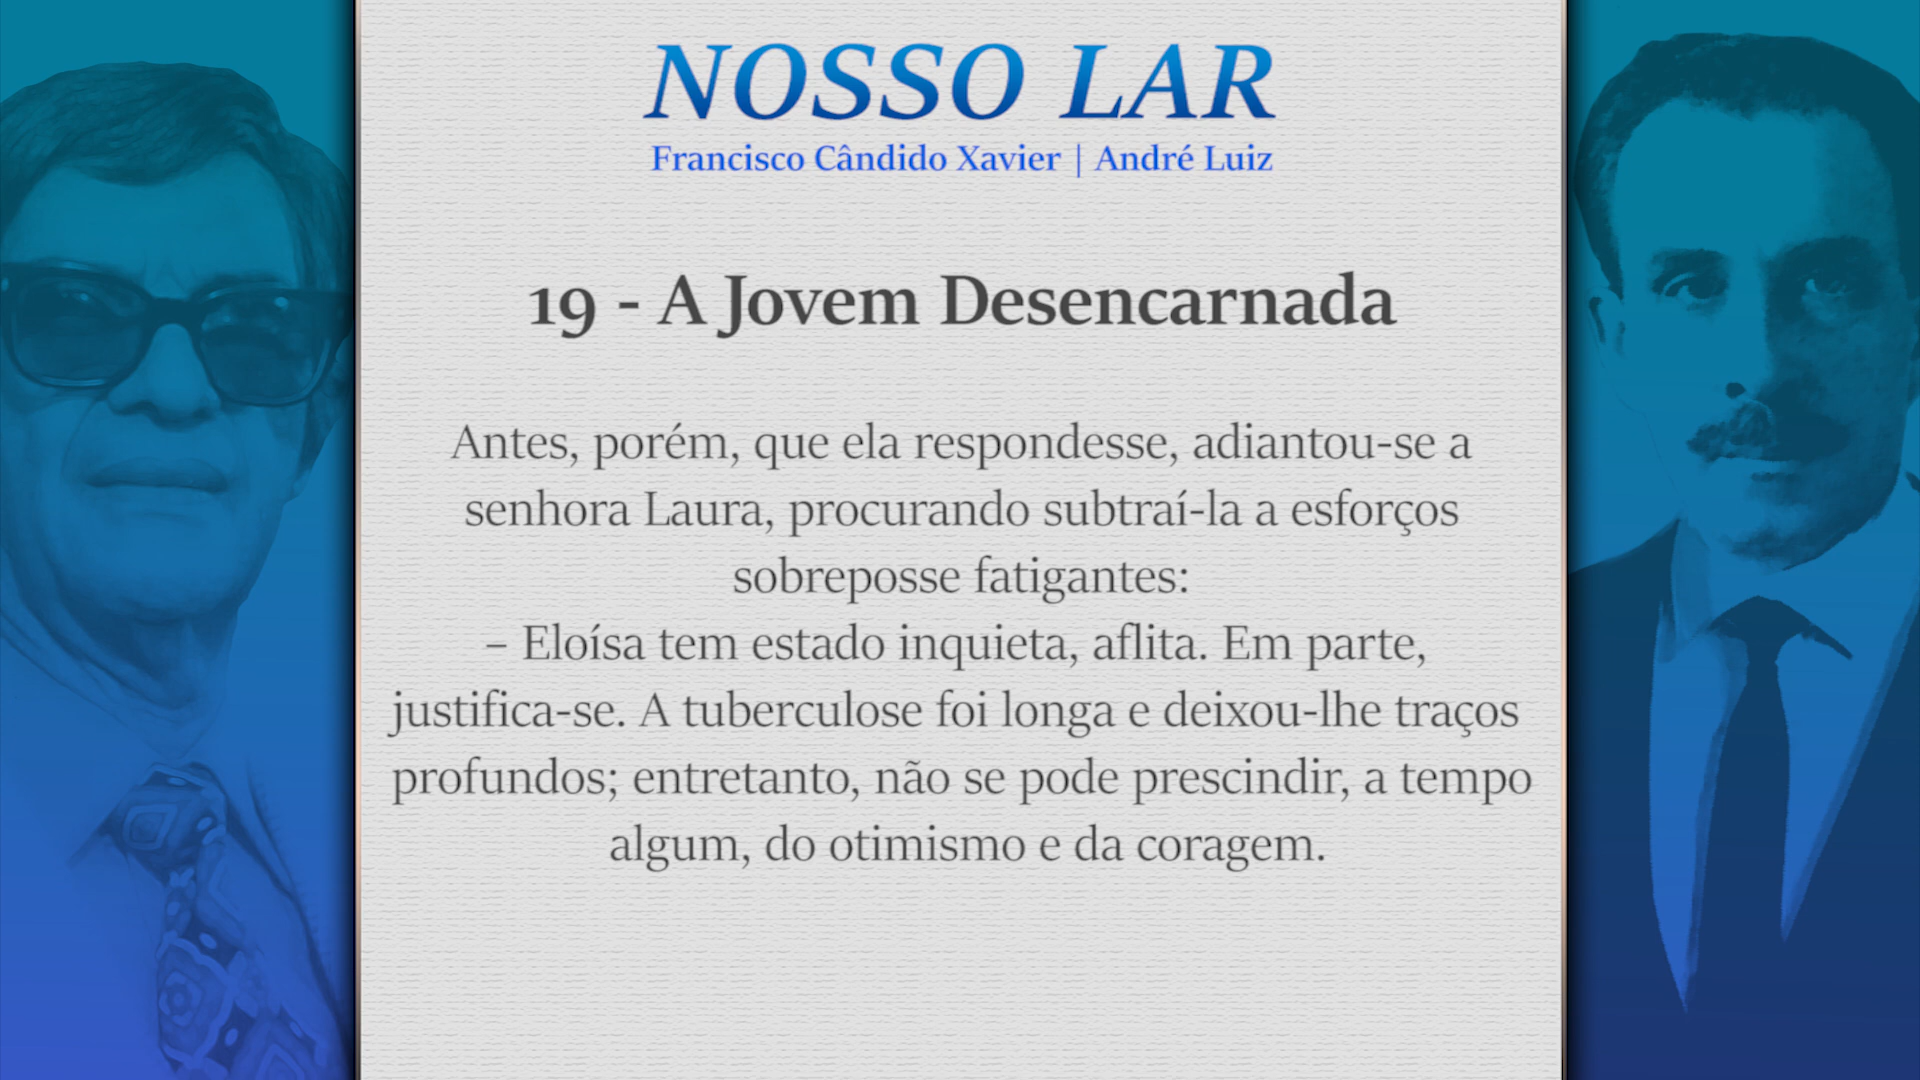 NOSSO LAR
Francisco Cândido Xavier | André Luiz
19 - A Jovem Desencarnada
Antes, porém, que ela respondesse, adiantou-se a
senhora Laura, procurando subtraí-la a esforços
sobreposse fatigantes:
– Eloísa tem estado inquieta, aflita. Em parte,
justifica-se. A tuberculose foi longa e deixou-lhe traços
profundos; entretanto, não se pode prescindir, a tempo
algum, do otimismo e da coragem.